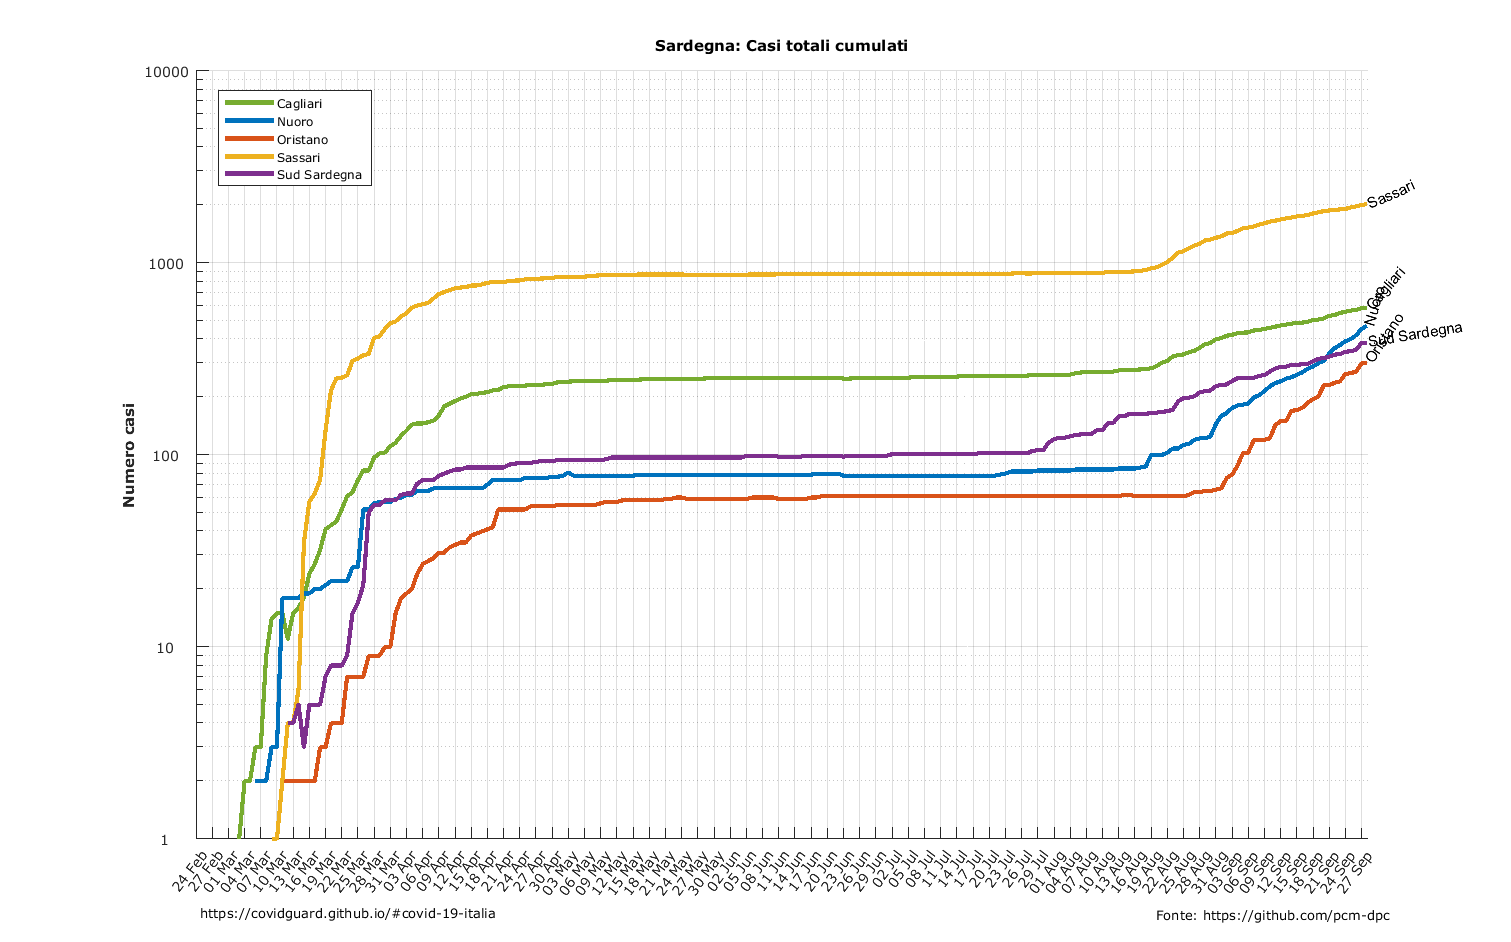 Sardegna: Casi totali cumulati
10000
1000
100
10
1
Numero casi
Cagliari
Nuoro
Oristano
Sassari
Sud Sardegna
Sassari
Cagliari
Nuoro
Sud Sardegna
Oristano
24 Feb
27 Feb
01 Mar
04 Mar
07 Mar
10 Mar
13 Mar
16 Mar
19 Mar
22 Mar
25 Mar
28 Mar
31 Mar
03 Apr
06 Apr
09 Apr
12 Apr
15 Apr
18 Apr
21 Apr
24 Apr
27 Apr
30 Apr
03 May
06 May
09 May
12 May
15 May
18 May
21 May
24 May
27 May
30 May
02 Jun
05 Jun
08 Jun
11 Jun
14 Jun
17 Jun
20 Jun
23 Jun
26 Jun
29 Jun
02 Jul
05 Jul
08 Jul
11 Jul
14 Jul
17 Jul
20 Jul
23 Jul
26 Jul
29 Jul
01 Aug
04 Aug
07 Aug
10 Aug
13 Aug
16 Aug
19 Aug
22 Aug
25 Aug
28 Aug
31 Aug
03 Sep
06 Sep
09 Sep
12 Sep
15 Sep
18 Sep
21 Sep
24 Sep
27 Sep
https://covidguard.github.io/#covid-19-italia
Fonte: https://github.com/pcm-dpc